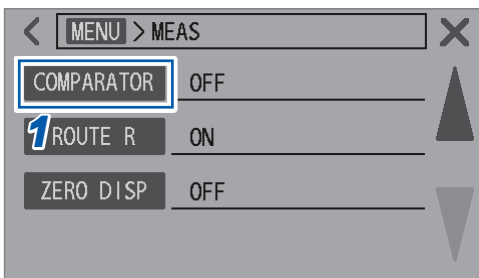 MENU > MEAS
COMPARATOR OFF
1
ROUTE R ON
ZERO DISP OFF